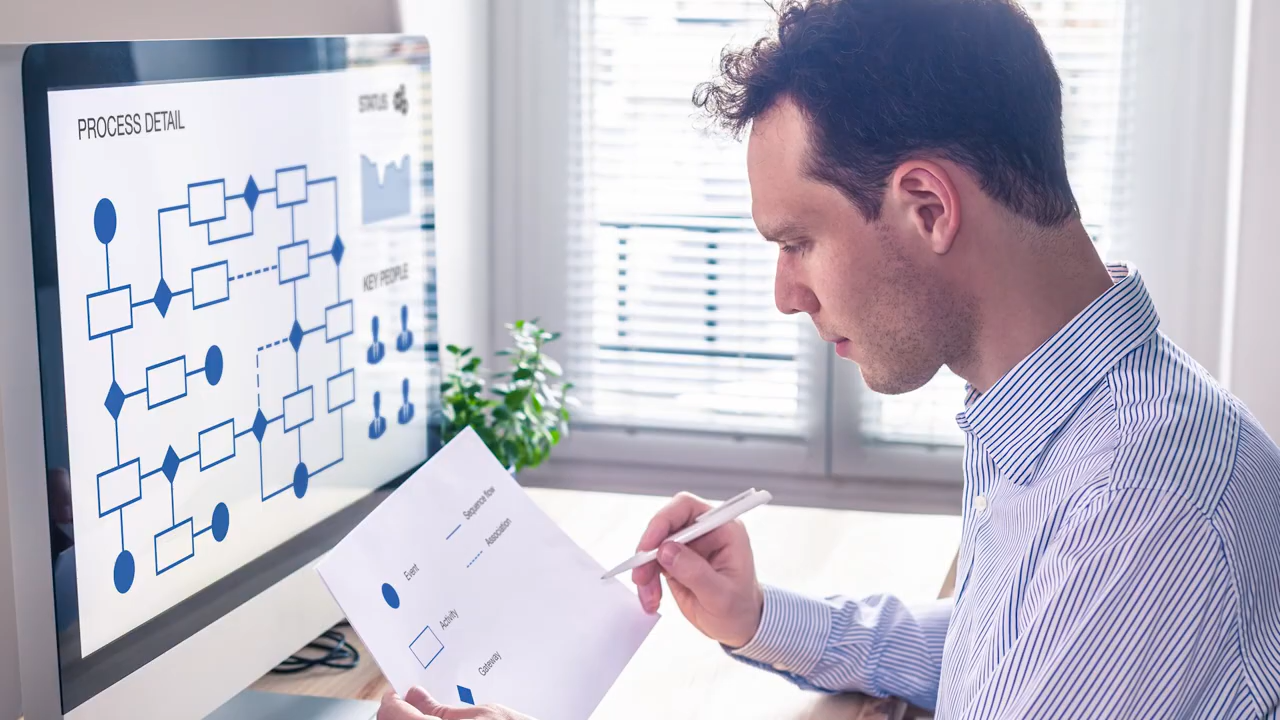 PROCESS DETAIL
STATUS
KEY PEOPLE
Sequence flow
Association
Event
Activity
Gateway